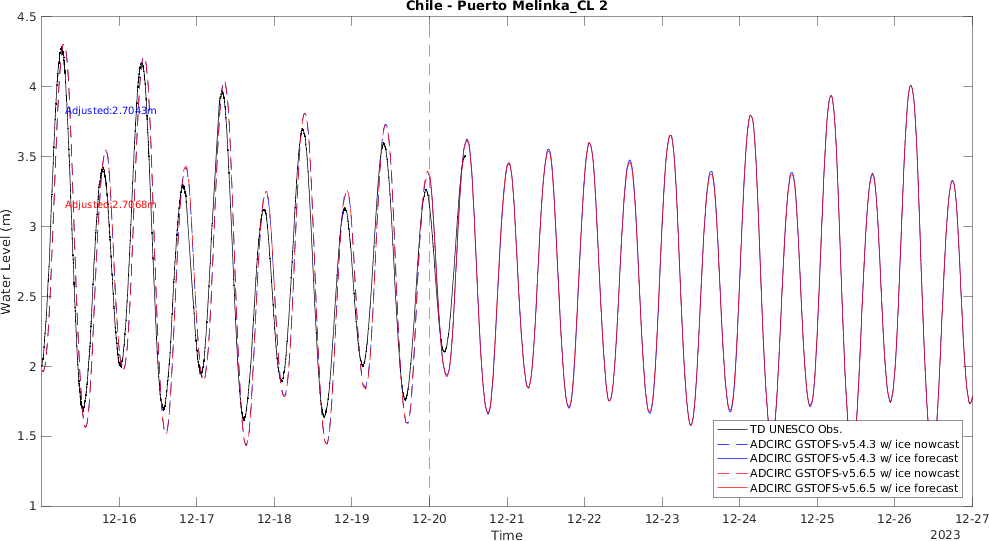 Chile - Puerto Melinka_CL 2
4.5
4
3.5
3
2.5
2
1.5
1
Water Level (m)
Adjusted:2.7043m
Adjusted:2.7068m
TD UNESCO Obs.
ADCIRC GSTOFS-v5.4.3 w/ ice nowcast
ADCIRC GSTOFS-v5.4.3 w/ ice forecast
ADCIRC GSTOFS-v5.6.5 w/ ice nowcast
ADCIRC GSTOFS-v5.6.5 w/ ice forecast
12-16 12-17 12-18 12-19 12-20 12-21 12-22 12-23 12-24 12-25 12-26 12-27
Time
2023